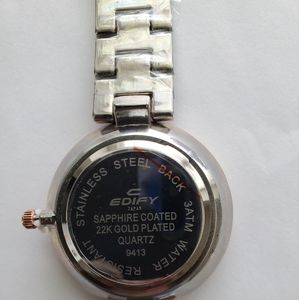 STAINLESS STEEL BACK 3ATM WATER RESISTANT
EDIFY
JAPAN
SAPPHIRE COATED
22K GOLD PLATED
QUARTZ
9413